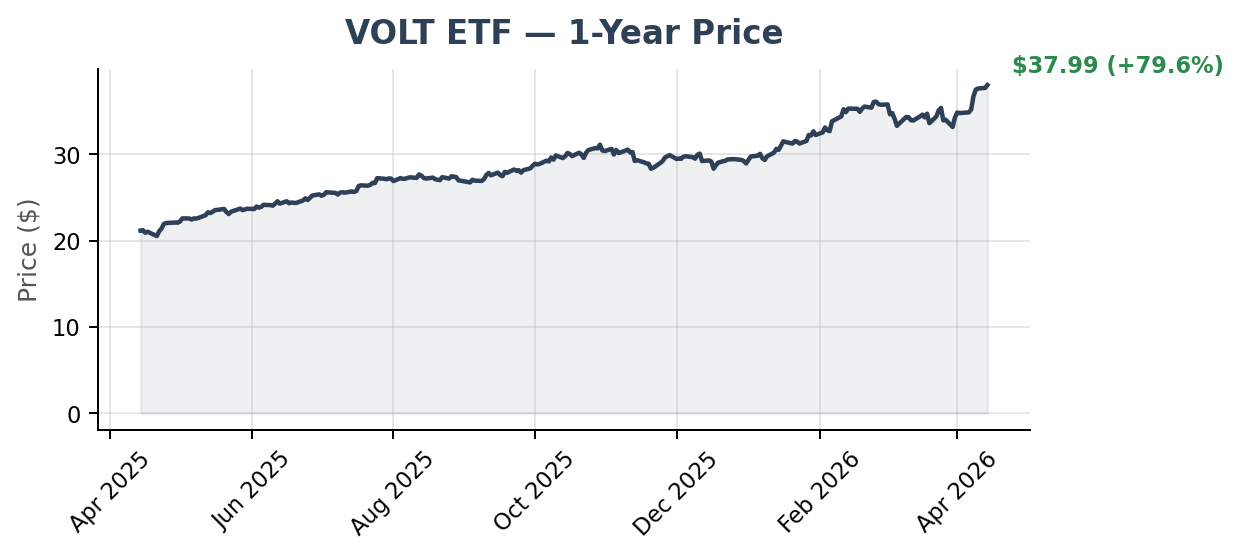 VOLT ETF — 1-Year Price
$37.99 (+79.6%)
Price ($)
30
20
10
0
Apr 2025
Jun 2025
Aug 2025
Oct 2025
Dec 2025
Feb 2026
Apr 2026